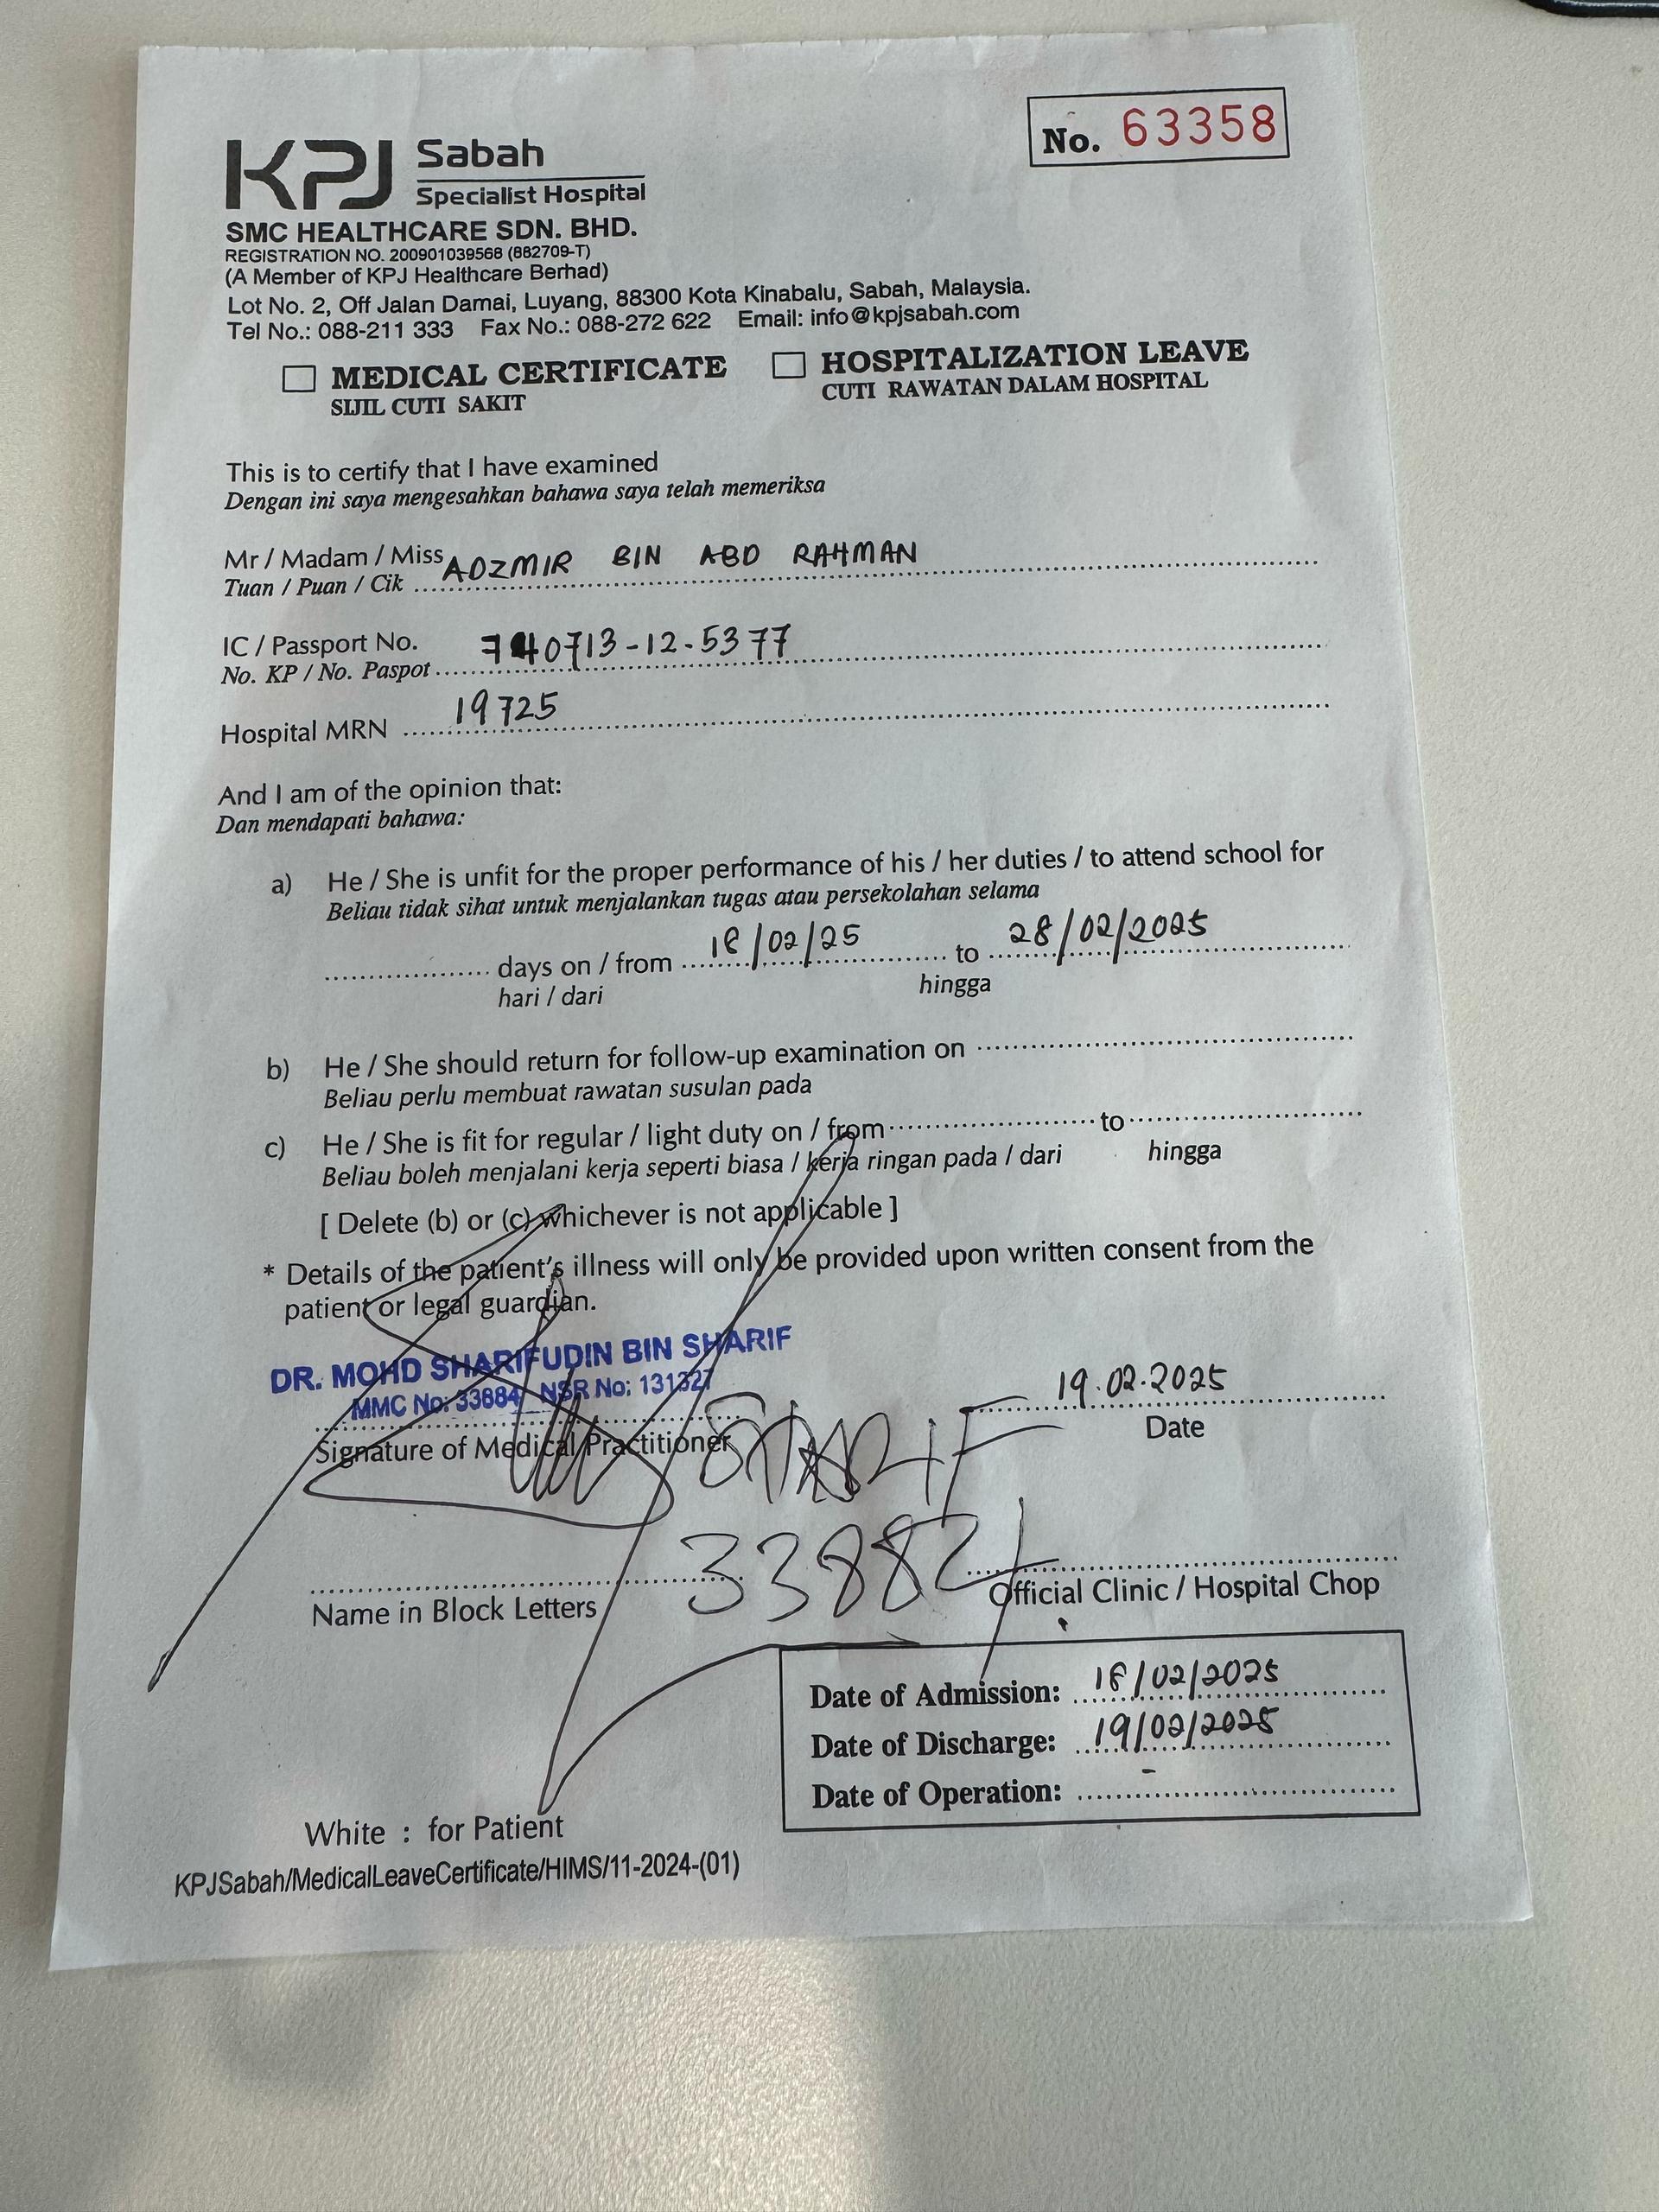 No. 63358
KPJ Sabah
Specialist Hospital
SMC HEALTHCARE SDN. BHD.
REGISTRATION NO. 200901039568 (882709-T)
(A Member of KPJ Healthcare Berhad)
Lot No. 2, Off Jalan Damai, Luyang, 88300 Kota Kinabalu, Sabah, Malaysia.
Tel No.: 088-211 333 Fax No.: 088-272 622 Email: info@kpjsabah.com
MEDICAL CERTIFICATE HOSPITALIZATION LEAVE
SIJIL CUTI SAKIT CUTI RAWATAN DALAM HOSPITAL
This is to certify that I have examined
Dengan ini saya mengesahkan bahawa saya telah memeriksa
Mr / Madam / Miss ADZMIR BIN ABD RAHMAN
Tuan / Puan / Cik
IC / Passport No. 740713-12-5377
No. KP / No. Paspot
Hospital MRN 19725
And I am of the opinion that:
Dan mendapati bahawa:
a) He / She is unfit for the proper performance of his / her duties / to attend school for
Beliau tidak sihat untuk menjalankan tugas atau persekolahan selama
days on / from 18/02/25 to 28/02/2025
hari / dari hingga
b) He / She should return for follow-up examination on
Beliau perlu membuat rawatan susulan pada
c) He / She is fit for regular / light duty on / from to
Beliau boleh menjalani kerja seperti biasa / kerja ringan pada / dari hingga
[ Delete (b) or (c) whichever is not applicable ]
* Details of the patient's illness will only be provided upon written consent from the
patient or legal guardian.
DR. MOHD SHARIFUDIN BIN SHARIF
MMC No: 33884 NSR No: 131327
19.02.2025
Signature of Medical Practitioner Date
SHARIF
33884
Name in Block Letters Official Clinic / Hospital Chop
Date of Admission: 18/02/2025
Date of Discharge: 19/02/2025
Date of Operation: -
White : for Patient
KPJSabah/MedicalLeaveCertificate/HIMS/11-2024-(01)